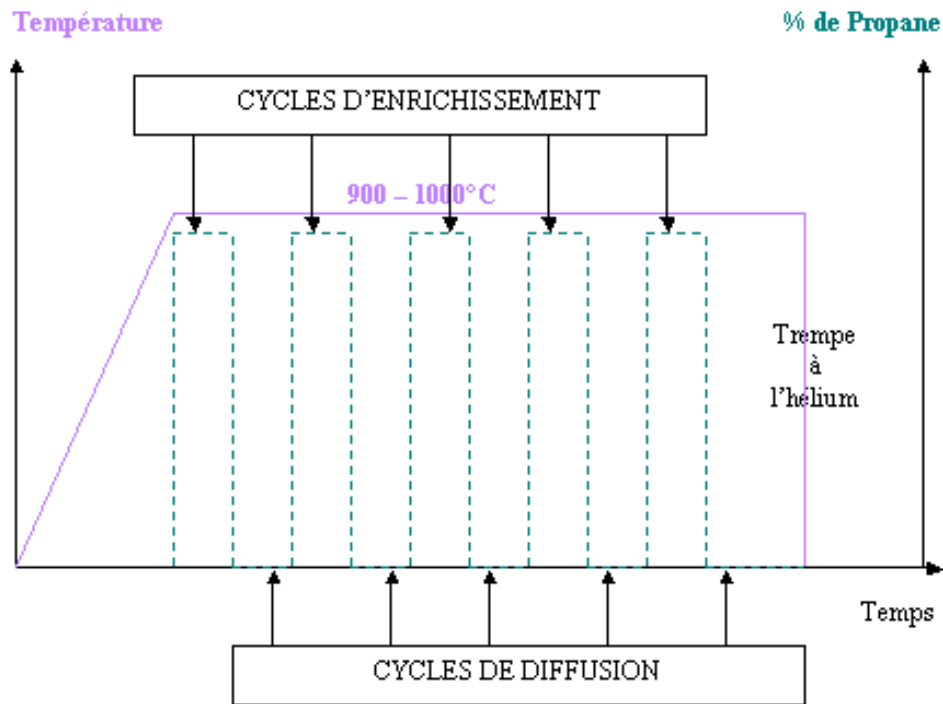 Température
% de Propane
CYCLES D'ENRICHISSEMENT
900 – 1000°C
Trempe
à
l'hélium
Temps
CYCLES DE DIFFUSION